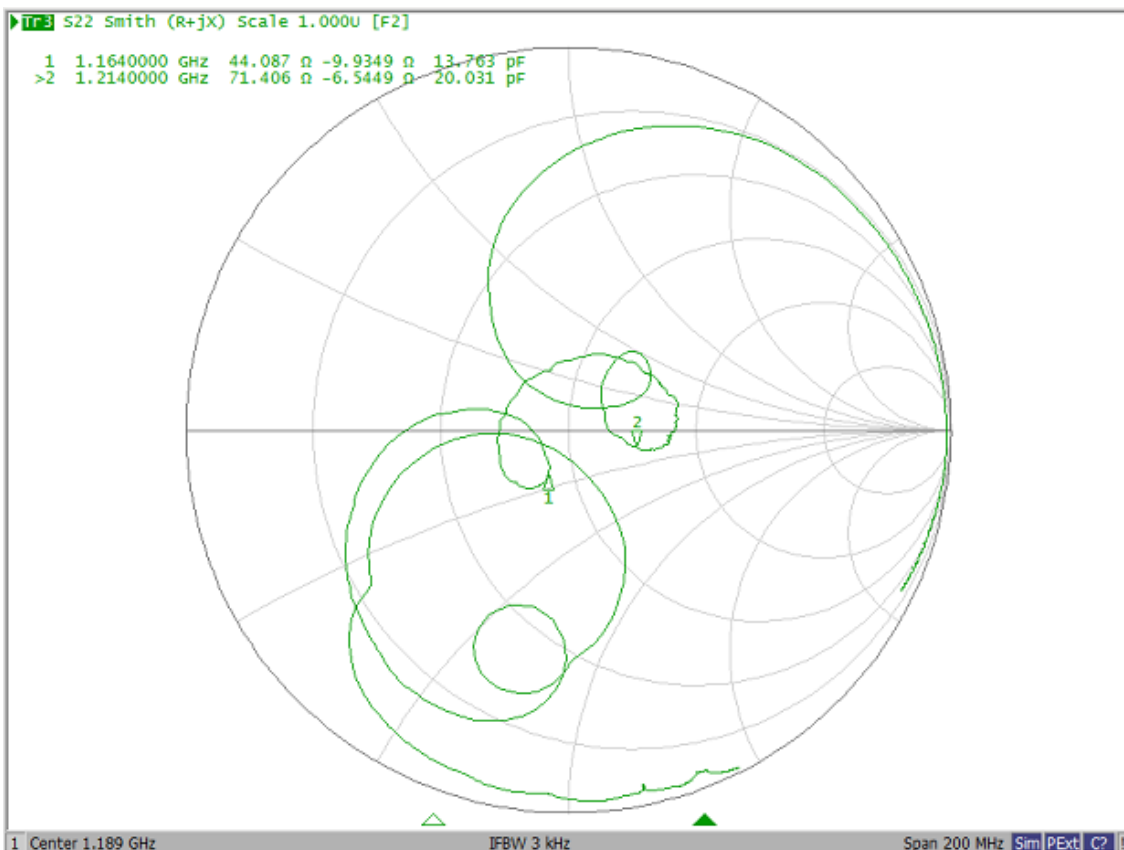 Tr3 S22 Smith (R+jX) Scale 1.000U [F2]
1 1.1640000 GHz 44.087 Ω -9.9349 Ω 13.763 pF
>2 1.2140000 GHz 71.406 Ω -6.5449 Ω 20.031 pF
2
1
1 Center 1.189 GHz IFBW 3 kHz Span 200 MHz Sim PExt C?